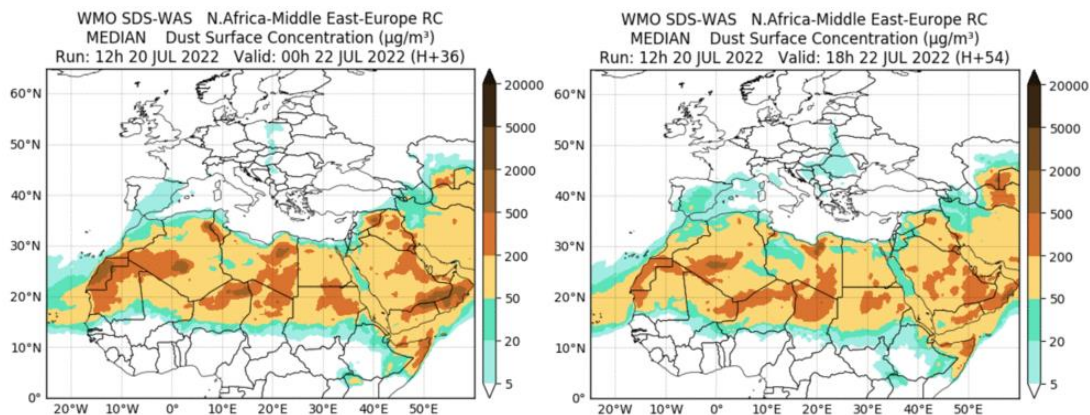 WMO SDS-WAS N.Africa-Middle East-Europe RC
MEDIAN Dust Surface Concentration (µg/m³)
Run: 12h 20 JUL 2022 Valid: 00h 22 JUL 2022 (H+36)
60°N
50°N
40°N
30°N
20°N
10°N
0°
20°W
10°W
0°
10°E
20°E
30°E
40°E
50°E
20000
5000
2000
500
200
50
20
5
WMO SDS-WAS N.Africa-Middle East-Europe RC
MEDIAN Dust Surface Concentration (µg/m³)
Run: 12h 20 JUL 2022 Valid: 18h 22 JUL 2022 (H+54)
60°N
50°N
40°N
30°N
20°N
10°N
0°
20°W
10°W
0°
10°E
20°E
30°E
40°E
50°E
20000
5000
2000
500
200
50
20
5